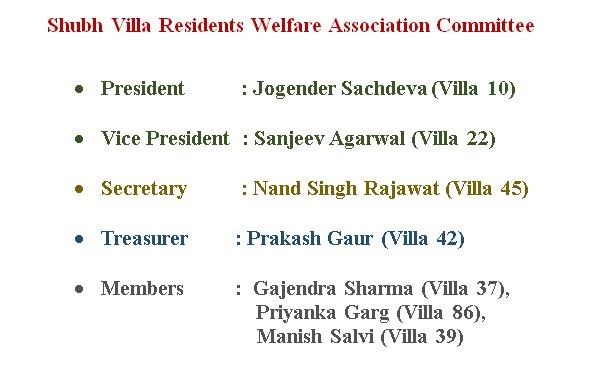 Shubh Villa Residents Welfare Association Committee
• President : Jogender Sachdeva (Villa 10)
• Vice President : Sanjeev Agarwal (Villa 22)
• Secretary : Nand Singh Rajawat (Villa 45)
• Treasurer : Prakash Gaur (Villa 42)
• Members : Gajendra Sharma (Villa 37),
Priyanka Garg (Villa 86),
Manish Salvi (Villa 39)